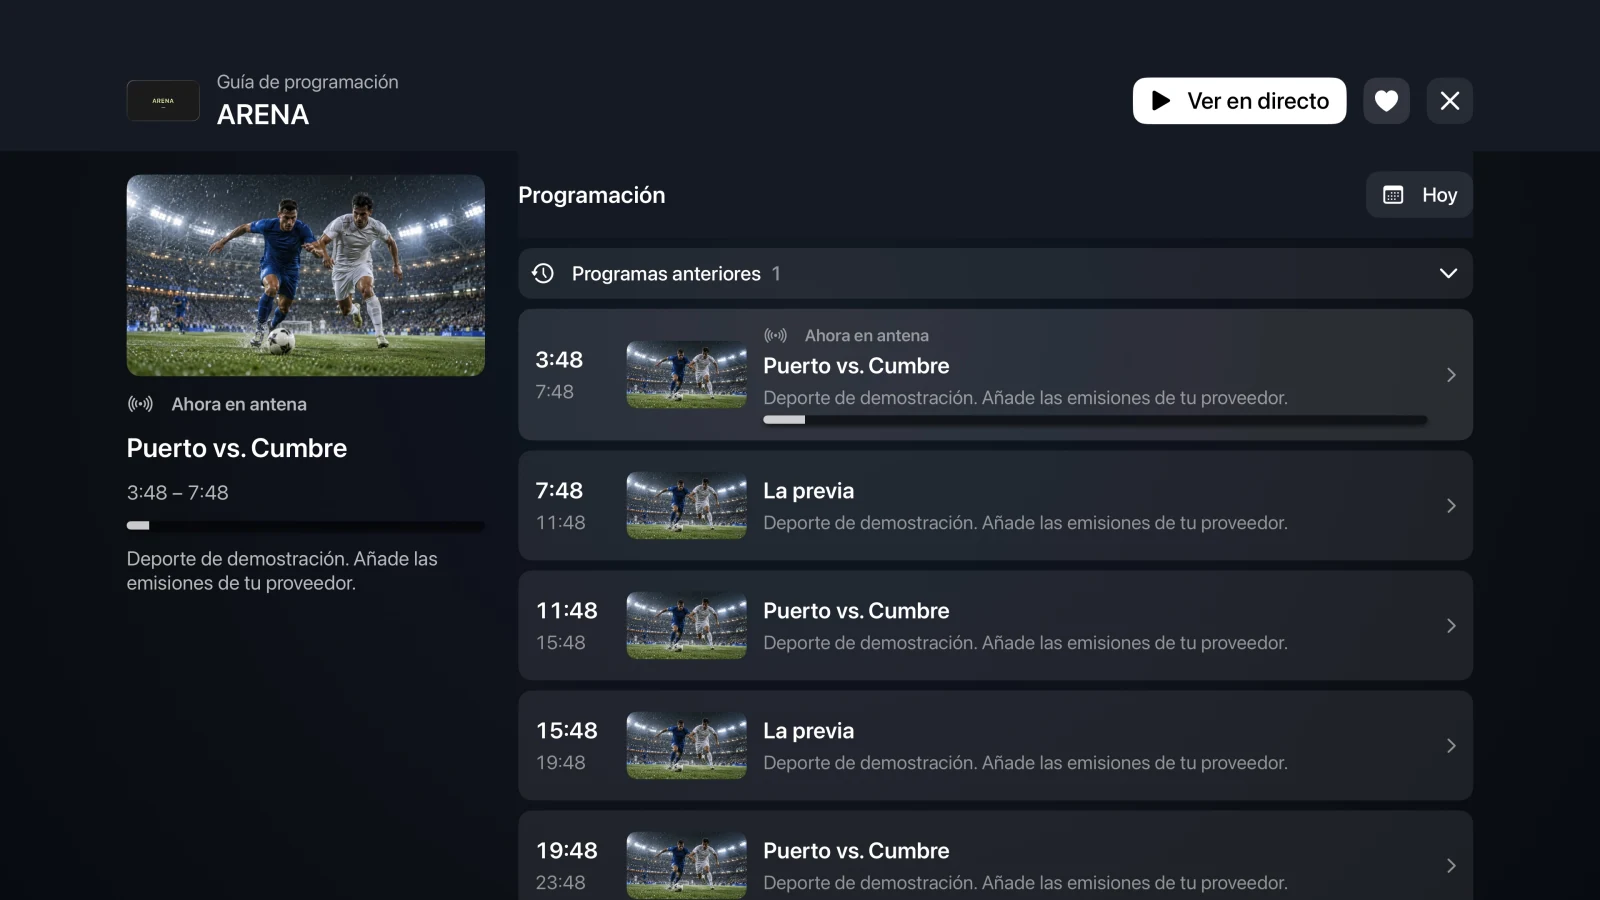 ARENA
Guía de programación
ARENA
Ver en directo
Ahora en antena
Puerto vs. Cumbre
3:48 – 7:48
Deporte de demostración. Añade las
emisiones de tu proveedor.
Programación
Hoy
Programas anteriores 1
3:48
7:48
Ahora en antena
Puerto vs. Cumbre
Deporte de demostración. Añade las emisiones de tu proveedor.
7:48
11:48
La previa
Deporte de demostración. Añade las emisiones de tu proveedor.
11:48
15:48
Puerto vs. Cumbre
Deporte de demostración. Añade las emisiones de tu proveedor.
15:48
19:48
La previa
Deporte de demostración. Añade las emisiones de tu proveedor.
19:48
23:48
Puerto vs. Cumbre
Deporte de demostración. Añade las emisiones de tu proveedor.